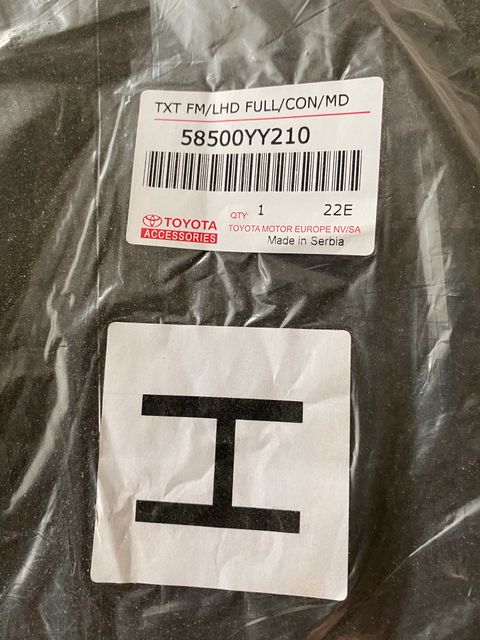 TXT FM/LHD FULL/CON/MD
58500YY210
QTY 1 22E
TOYOTA
ACCESSORIES
TOYOTA MOTOR EUROPE NV/SA
Made in Serbia
H